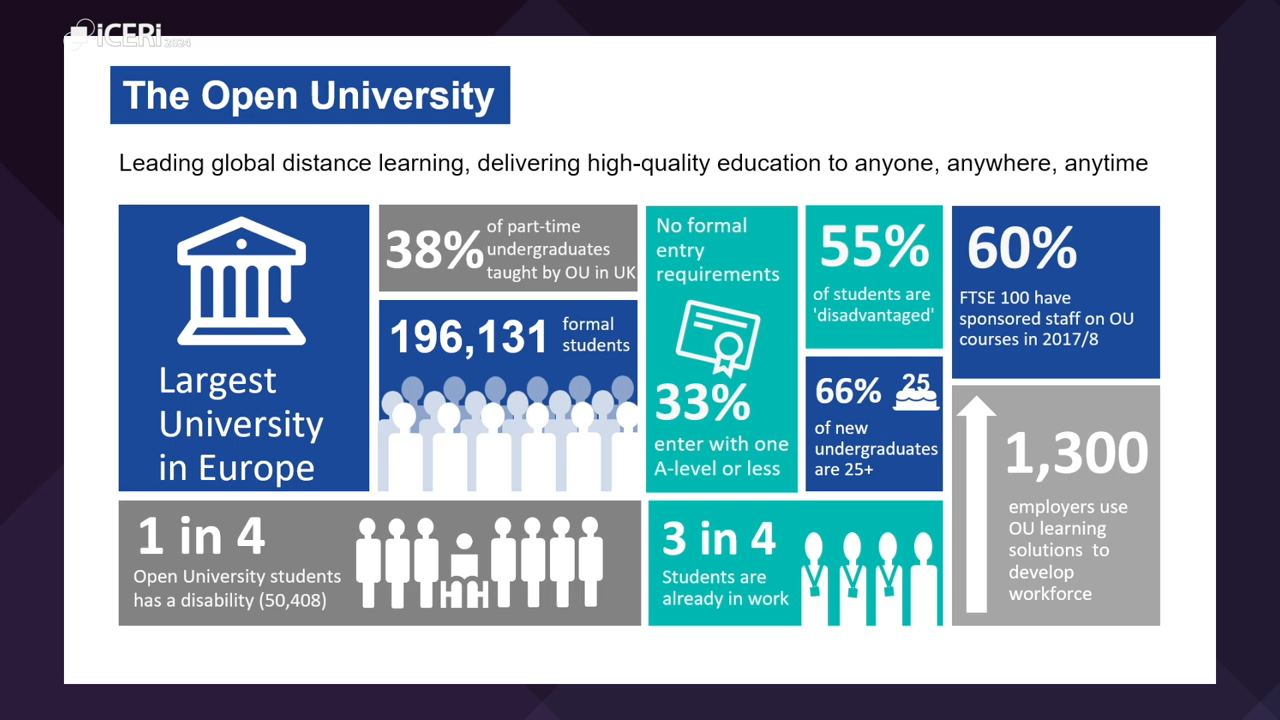 iCERi
2024
The Open University
Leading global distance learning, delivering high-quality education to anyone, anywhere, anytime
Largest
University
in Europe
38%
of part-time
undergraduates
taught by OU in UK
196,131
formal
students
No formal
entry
requirements
33%
enter with one
A-level or less
55%
of students are
'disadvantaged'
66%
25
of new
undergraduates
are 25+
60%
FTSE 100 have
sponsored staff on OU
courses in 2017/8
1 in 4
Open University students
has a disability (50,408)
3 in 4
Students are
already in work
1,300
employers use
OU learning
solutions to
develop
workforce